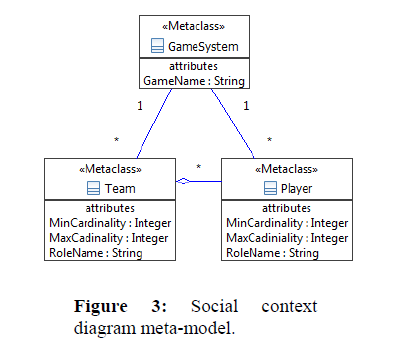 «Metaclass»
GameSystem
attributes
GameName : String
1
1
*
*
«Metaclass»
Team
attributes
MinCardinality : Integer
MaxCadinality : Integer
RoleName : String
*
«Metaclass»
Player
attributes
MinCardinality : Integer
MaxCadiniality : Integer
RoleName : String
Figure 3: Social context
diagram meta-model.